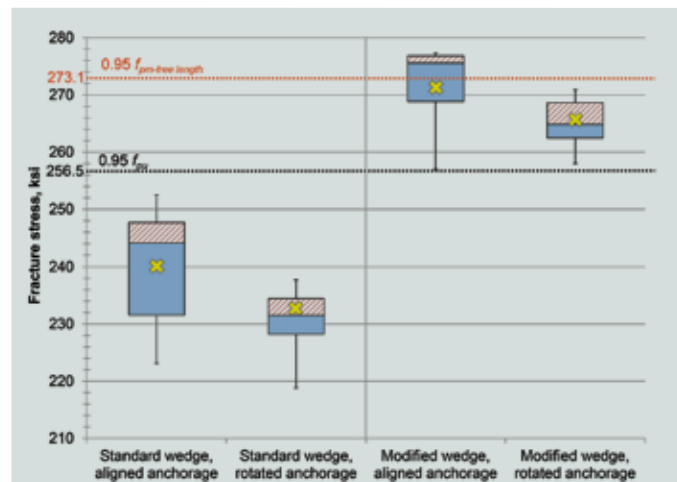 280
0.95 fpm-free length
273.1
270
260
0.95 fpu
256.5
250
240
230
220
210
Fracture stress, ksi
Standard wedge,
aligned anchorage
Standard wedge,
rotated anchorage
Modified wedge,
aligned anchorage
Modified wedge,
rotated anchorage